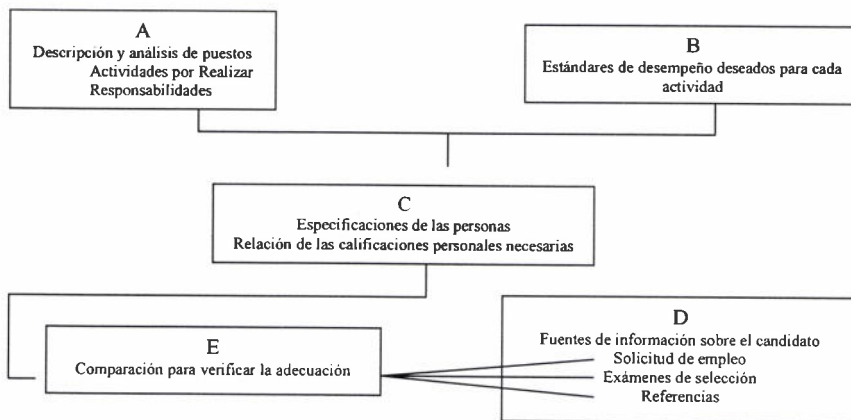 A
Descripción y análisis de puestos
Actividades por Realizar
Responsabilidades
B
Estándares de desempeño deseados para cada
actividad
C
Especificaciones de las personas
Relación de las calificaciones personales necesarias
D
Fuentes de información sobre el candidato
Solicitud de empleo
Exámenes de selección
Referencias
E
Comparación para verificar la adecuación